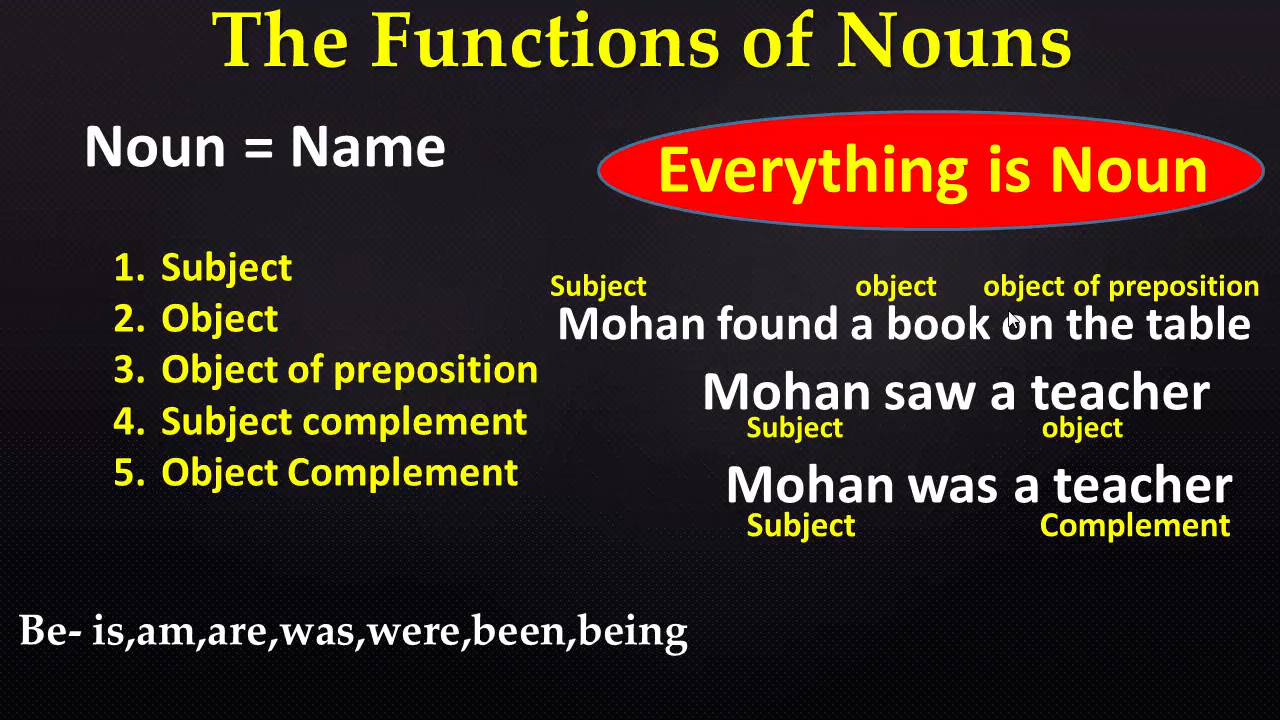 The Functions of Nouns
Noun = Name
Everything is Noun
1. Subject
2. Object
3. Object of preposition
4. Subject complement
5. Object Complement
Subject object object of preposition
Mohan found a book on the table
Mohan saw a teacher
Subject object
Mohan was a teacher
Subject Complement
Be- is,am,are,was,were,been,being